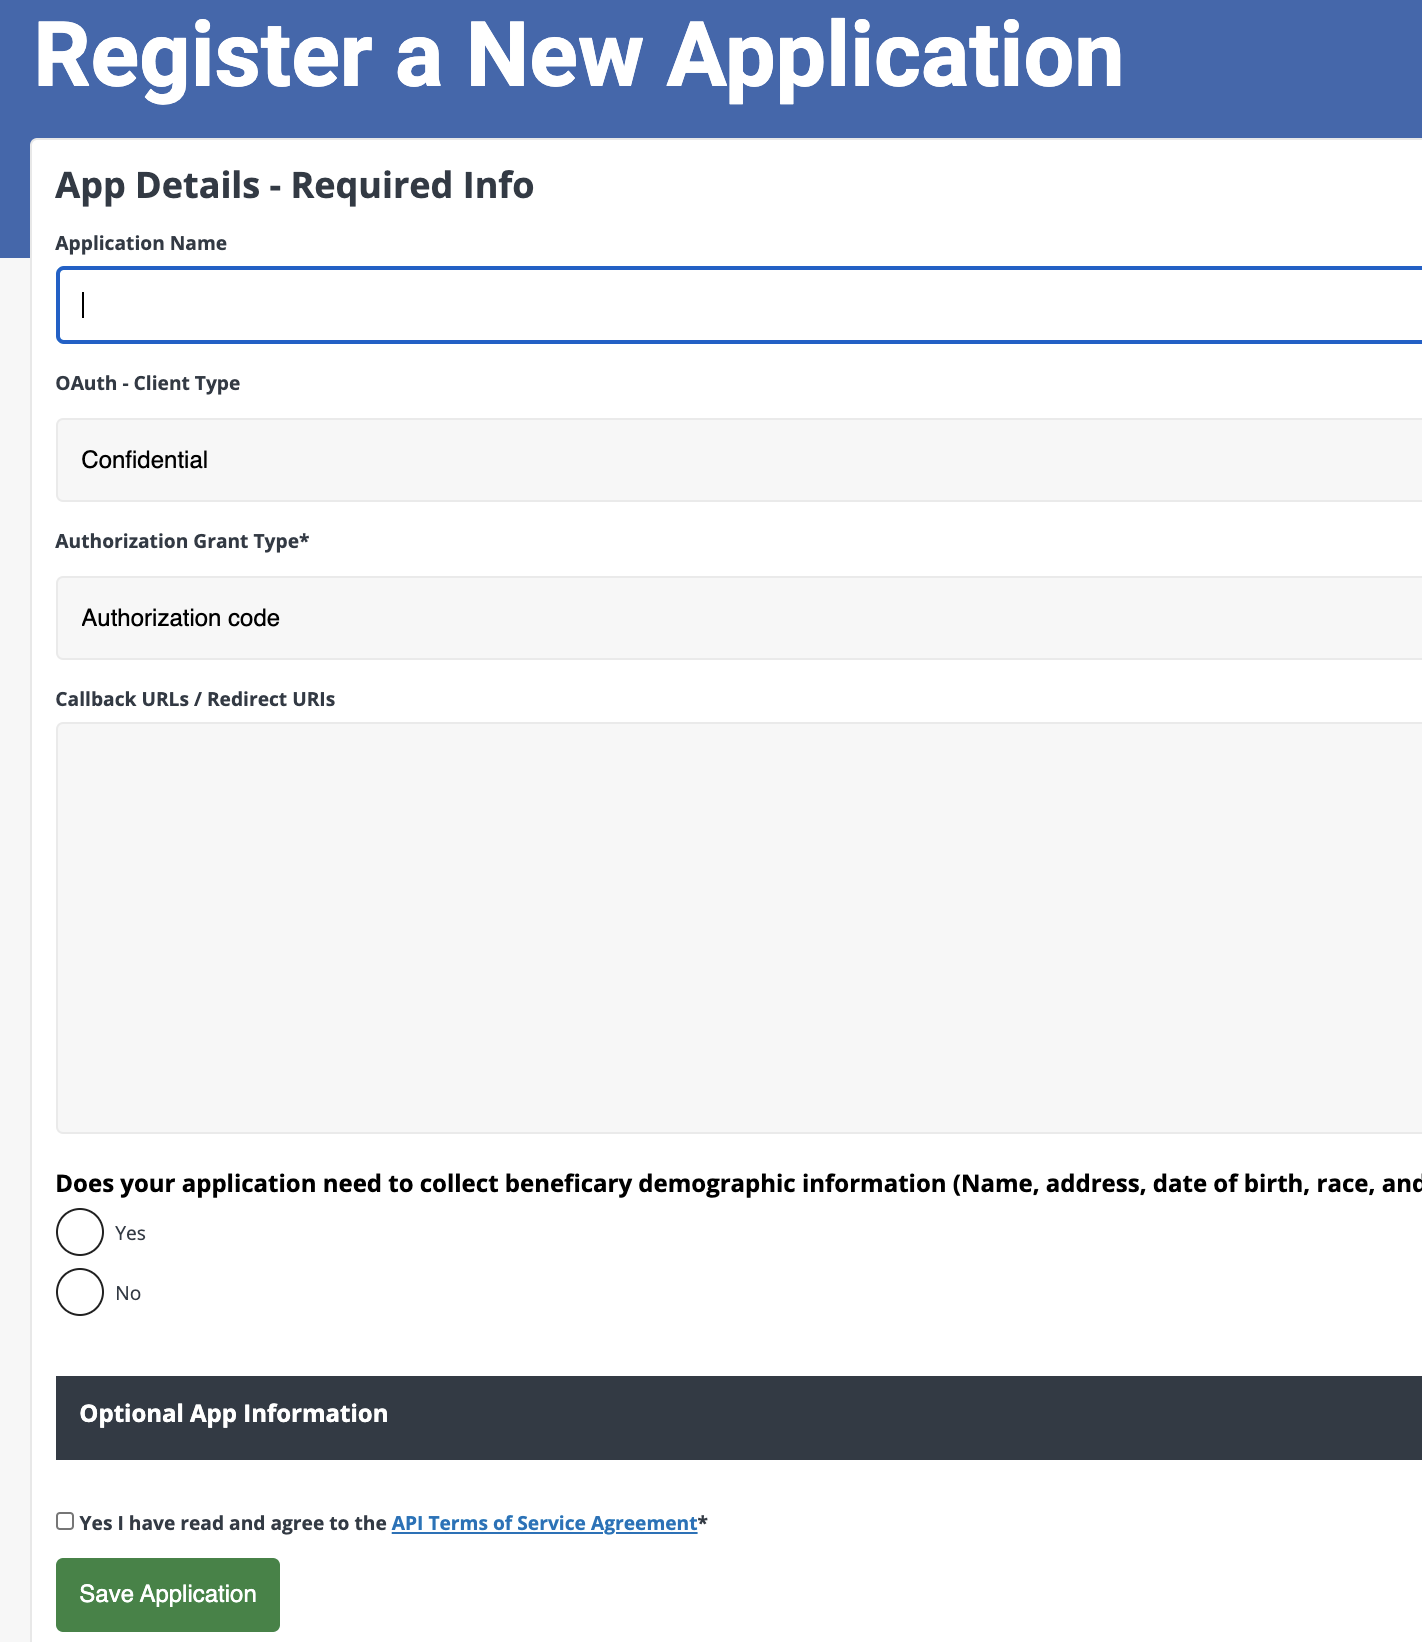 Register a New Application
App Details - Required Info
Application Name
OAuth - Client Type
Confidential
Authorization Grant Type*
Authorization code
Callback URLs / Redirect URIs
Does your application need to collect beneficary demographic information (Name, address, date of birth, race, and
Yes
No
Optional App Information
Yes I have read and agree to the API Terms of Service Agreement*
Save Application